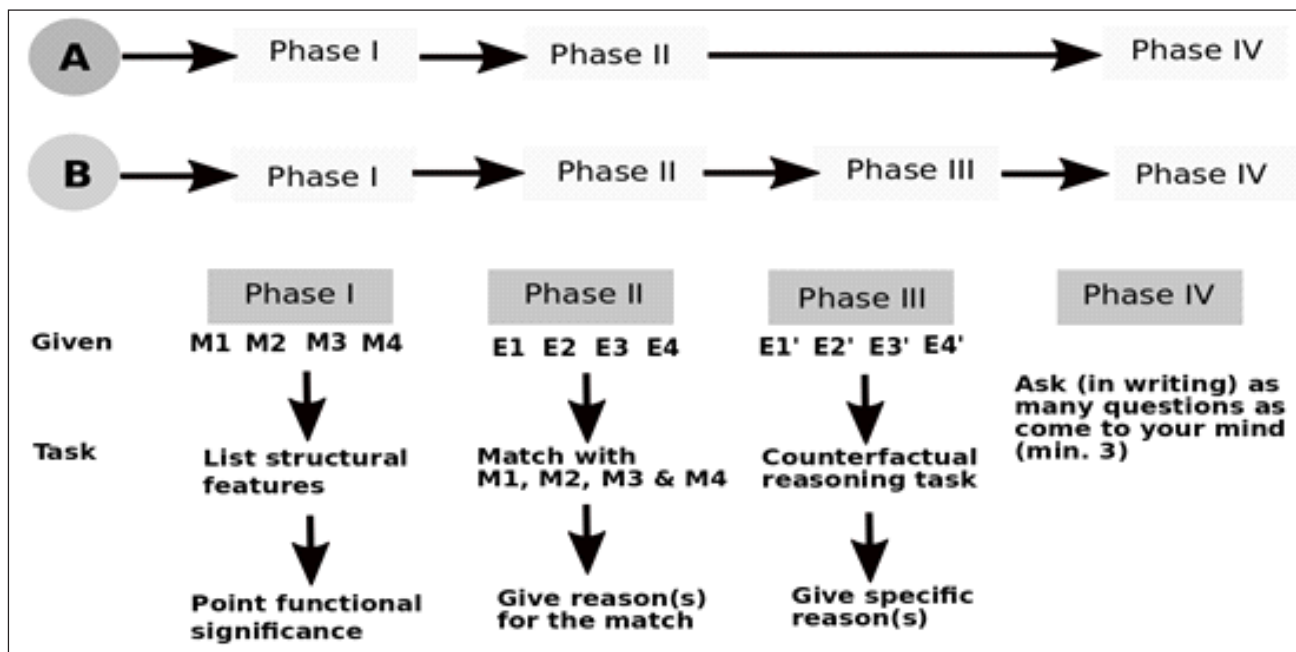 A Phase I Phase II Phase IV
B Phase I Phase II Phase III Phase IV
Phase I Phase II Phase III Phase IV
Given M1 M2 M3 M4 E1 E2 E3 E4 E1' E2' E3' E4'
Ask (in writing) as
many questions as
come to your mind
(min. 3)
Task
List structural
features
Match with
M1, M2, M3 & M4
Counterfactual
reasoning task
Point functional
significance
Give reason(s)
for the match
Give specific
reason(s)